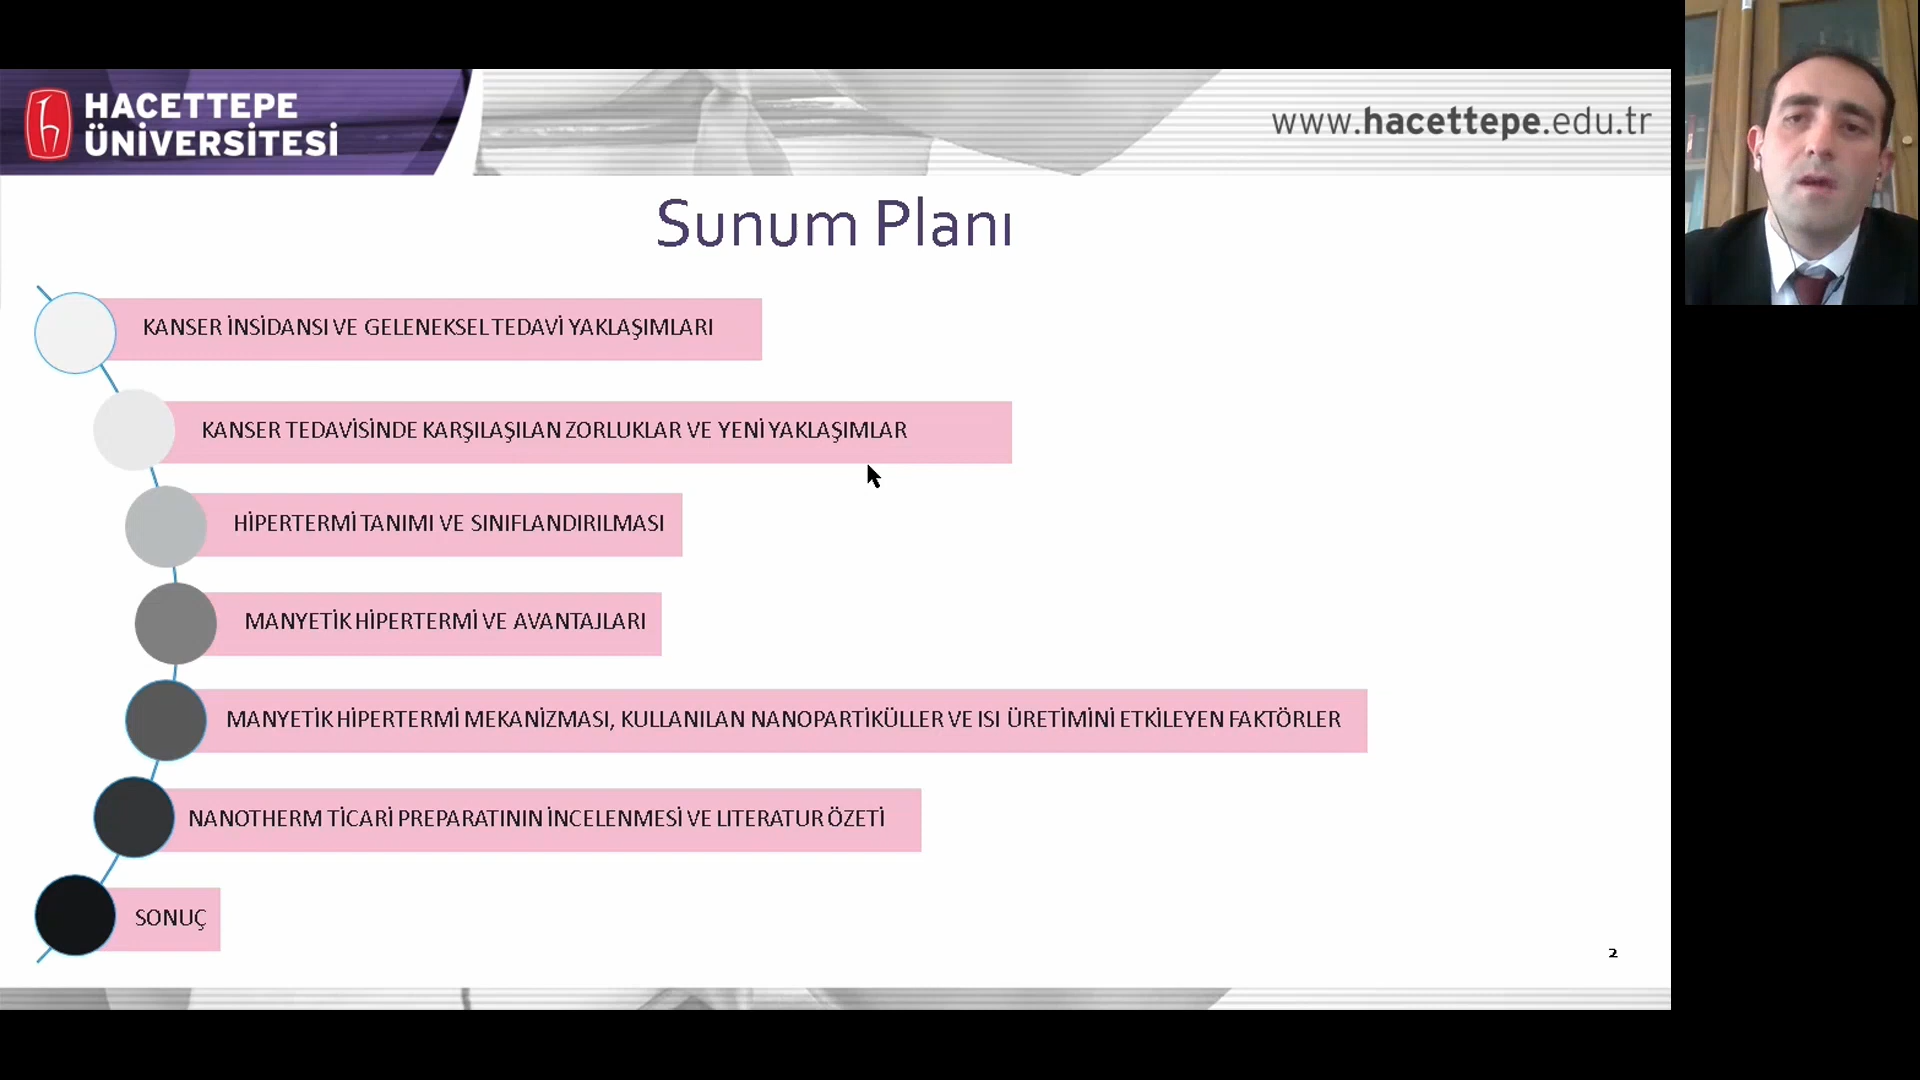 HACETTEPE
ÜNİVERSİTESİ
www.hacettepe.edu.tr
Sunum Planı
KANSER İNSİDANSI VE GELENEKSEL TEDAVİ YAKLAŞIMLARI
KANSER TEDAVİSİNDE KARŞILAŞILAN ZORLUKLAR VE YENİ YAKLAŞIMLAR
HİPERTERMİ TANIMI VE SINIFLANDIRILMASI
MANYETİK HİPERTERMİ VE AVANTAJLARI
MANYETİK HİPERTERMİ MEKANİZMASI, KULLANILAN NANOPARTİKÜLLER VE ISI ÜRETİMİNİ ETKİLEYEN FAKTÖRLER
NANOTHERM TİCARİ PREPARATININ İNCELENMESİ VE LITERATUR ÖZETİ
SONUÇ
2